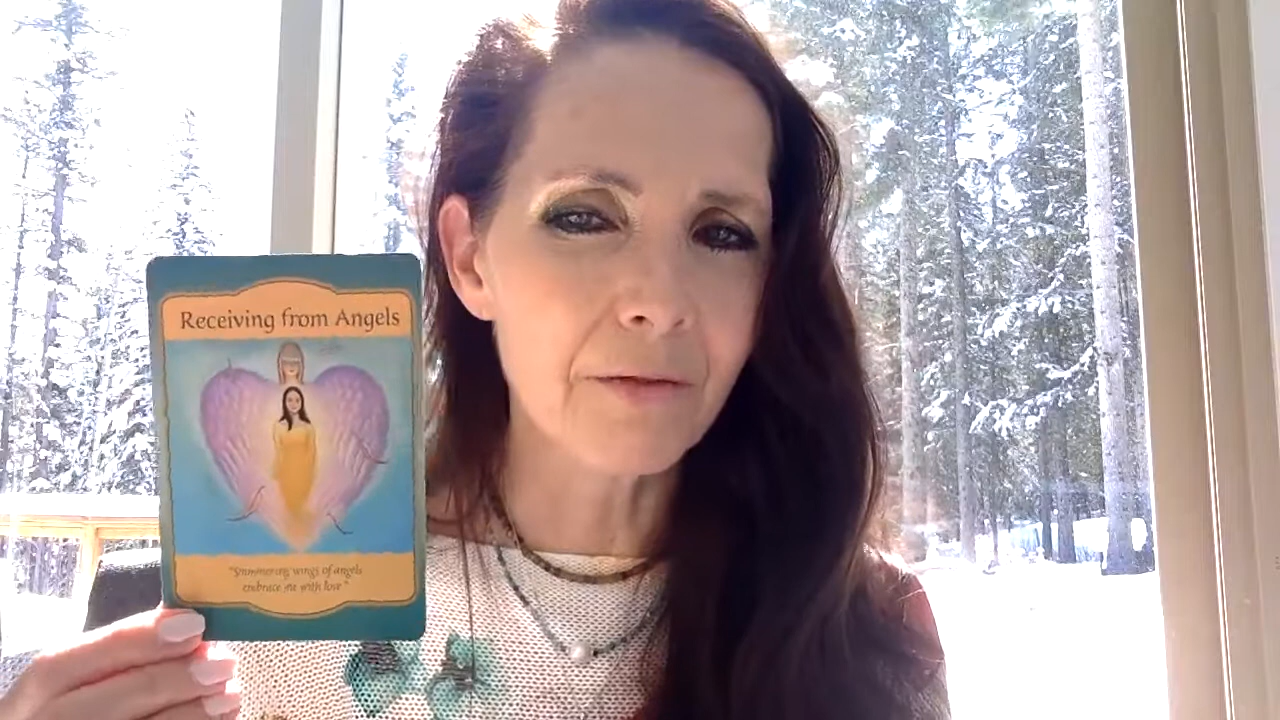 Receiving from Angels
"Shimmering wings of angels
embrace me with love"